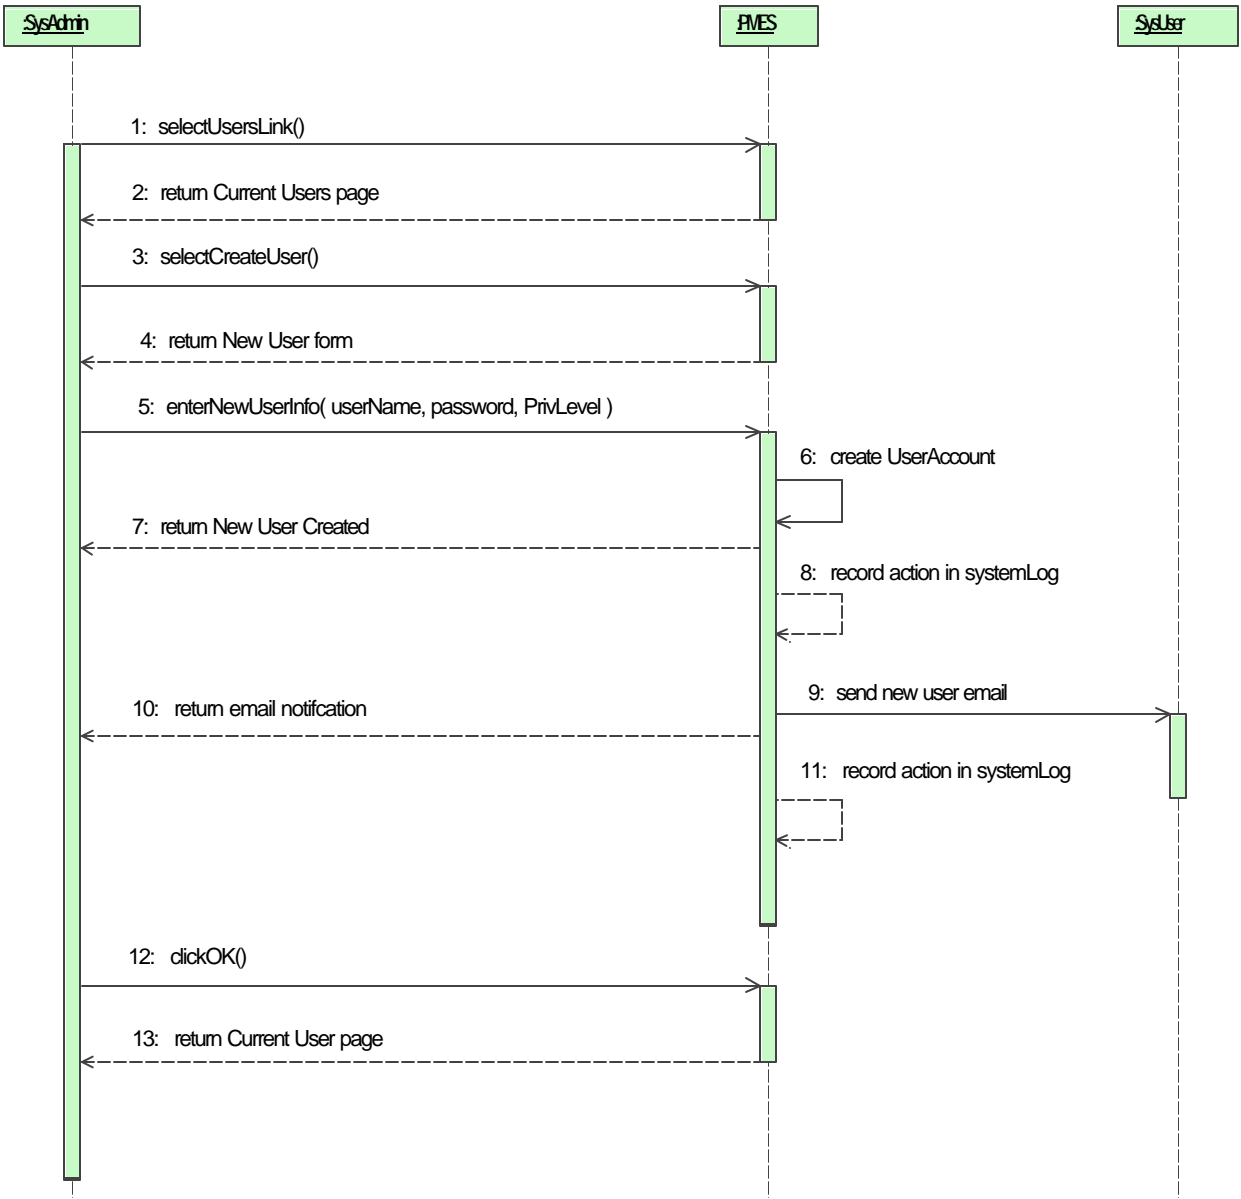 :SysAdmin
:PMES
:SysUser
1: selectUsersLink()
2: return Current Users page
3: selectCreateUser()
4: return New User form
5: enterNewUserInfo( userName, password, PrivLevel )
6: create UserAccount
7: return New User Created
8: record action in systemLog
9: send new user email
10: return email notifcation
11: record action in systemLog
12: clickOK()
13: return Current User page